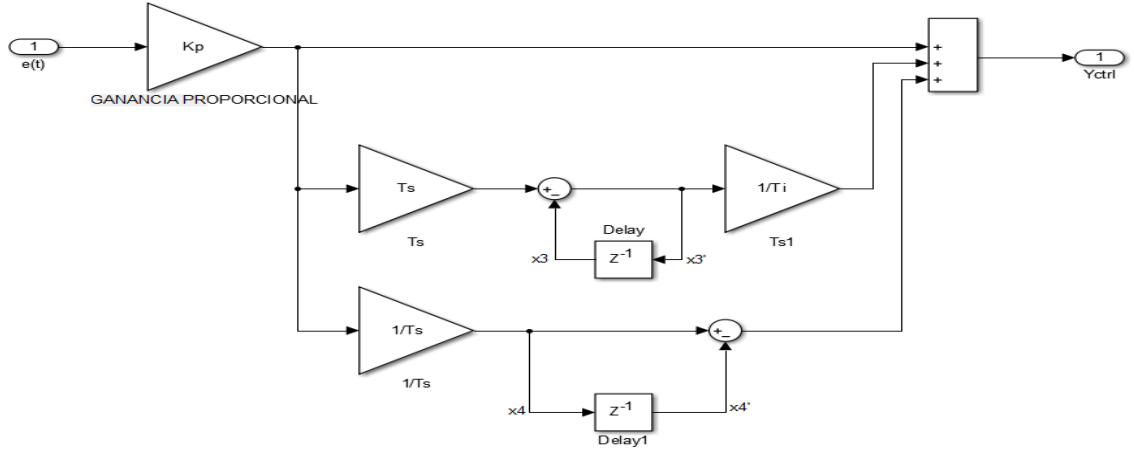 1
e(t)
Kp
GANANCIA PROPORCIONAL
+
+
+
1
Yctrl
Ts
Ts
+
−
Delay
Z-1
x3
x3'
1/Ti
Ts1
1/Ts
1/Ts
+
−
x4
Z-1
x4'
Delay1